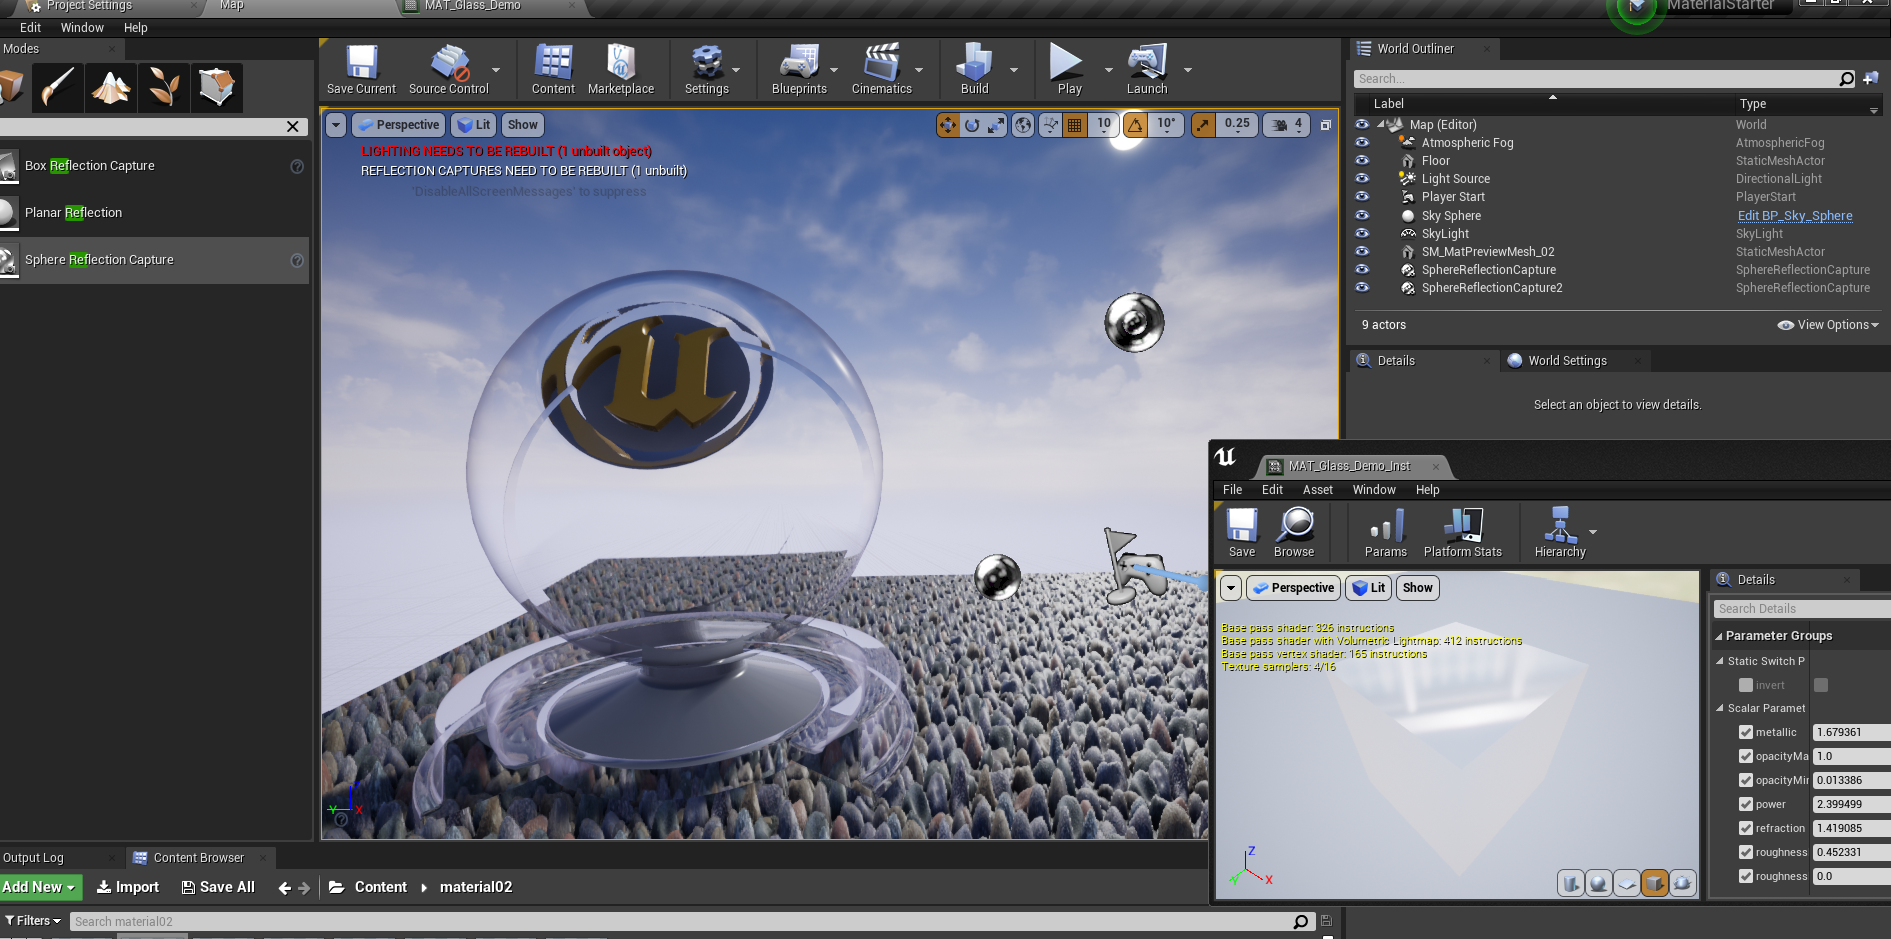 Project Settings
Map
MAT_Glass_Demo
MaterialStarter
Edit Window Help
Modes
Box Reflection Capture
Planar Reflection
Sphere Reflection Capture
Save Current Source Control Content Marketplace Settings Blueprints Cinematics Build Play Launch
Perspective Lit Show 10 10° 0.25 4
LIGHTING NEEDS TO BE REBUILT (1 unbuilt object)
REFLECTION CAPTURES NEED TO BE REBUILT (1 unbuilt)
'DisableAllScreenMessages' to suppress
Y X
World Outliner
Search...
Label Type
Map (Editor) World
Atmospheric Fog AtmosphericFog
Floor StaticMeshActor
Light Source DirectionalLight
Player Start PlayerStart
Sky Sphere Edit BP_Sky_Sphere
SkyLight SkyLight
SM_MatPreviewMesh_02 StaticMeshActor
SphereReflectionCapture SphereReflectionCapture
SphereReflectionCapture2 SphereReflectionCapture
9 actors View Options
Details World Settings
Select an object to view details.
MAT_Glass_Demo_Inst
File Edit Asset Window Help
Save Browse Params Platform Stats Hierarchy
Perspective Lit Show
Base pass shader: 326 instructions
Base pass shader with Volumetric Lightmap: 412 instructions
Base pass vertex shader: 165 instructions
Texture samplers: 4/16
Z
Y X
Details
Search Details
Parameter Groups
Static Switch P
invert
Scalar Paramet
metallic 1.679361
opacityMa 1.0
opacityMir 0.013386
power 2.399499
refraction 1.419085
roughness 0.452331
roughness 0.0
Output Log Content Browser
Add New Import Save All Content material02
Filters Search material02